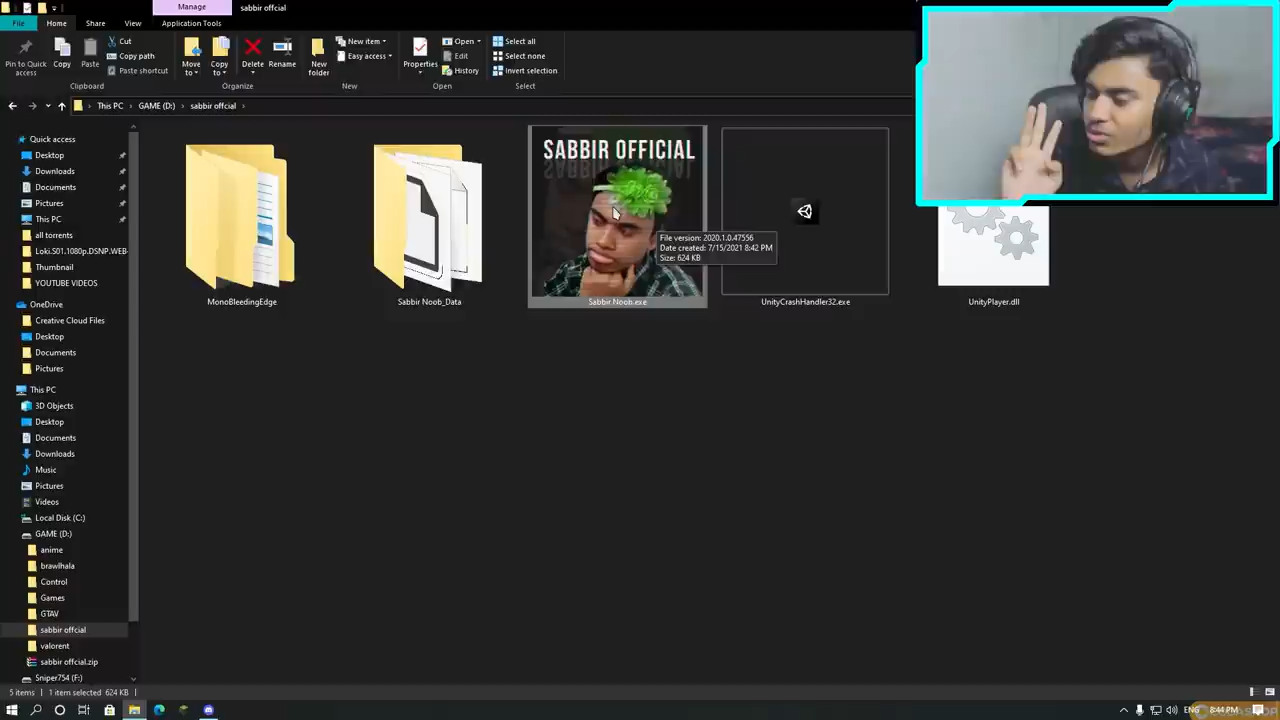 Manage
sabbir offcial
File
Home
Share
View
Application Tools
Pin to Quick access
Copy
Paste
Cut
Copy path
Paste shortcut
Clipboard
Move to
Copy to
Delete
Rename
Organize
New folder
New item
Easy access
New
Properties
Open
Edit
History
Open
Select all
Select none
Invert selection
Select
This PC
GAME (D:)
sabbir offcial
Quick access
Desktop
Downloads
Documents
Pictures
This PC
all torrents
Loki.S01.1080p.DSNP.WEB-
Thumbnail
YOUTUBE VIDEOS
OneDrive
Creative Cloud Files
Desktop
Documents
Pictures
This PC
3D Objects
Desktop
Documents
Downloads
Music
Pictures
Videos
Local Disk (C:)
GAME (D:)
anime
brawlhala
Control
Games
GTAV
sabbir offcial
valorent
sabbir offcial.zip
Sniper754 (F:)
SABBIR OFFICIAL
File version: 2020.1.0.47556
Date created: 7/15/2021 8:42 PM
Size: 624 KB
MonoBleedingEdge
Sabbir Noob_Data
Sabbir Noob.exe
UnityCrashHandler32.exe
UnityPlayer.dll
5 items
1 item selected 624 KB
ENG
8:44 PM